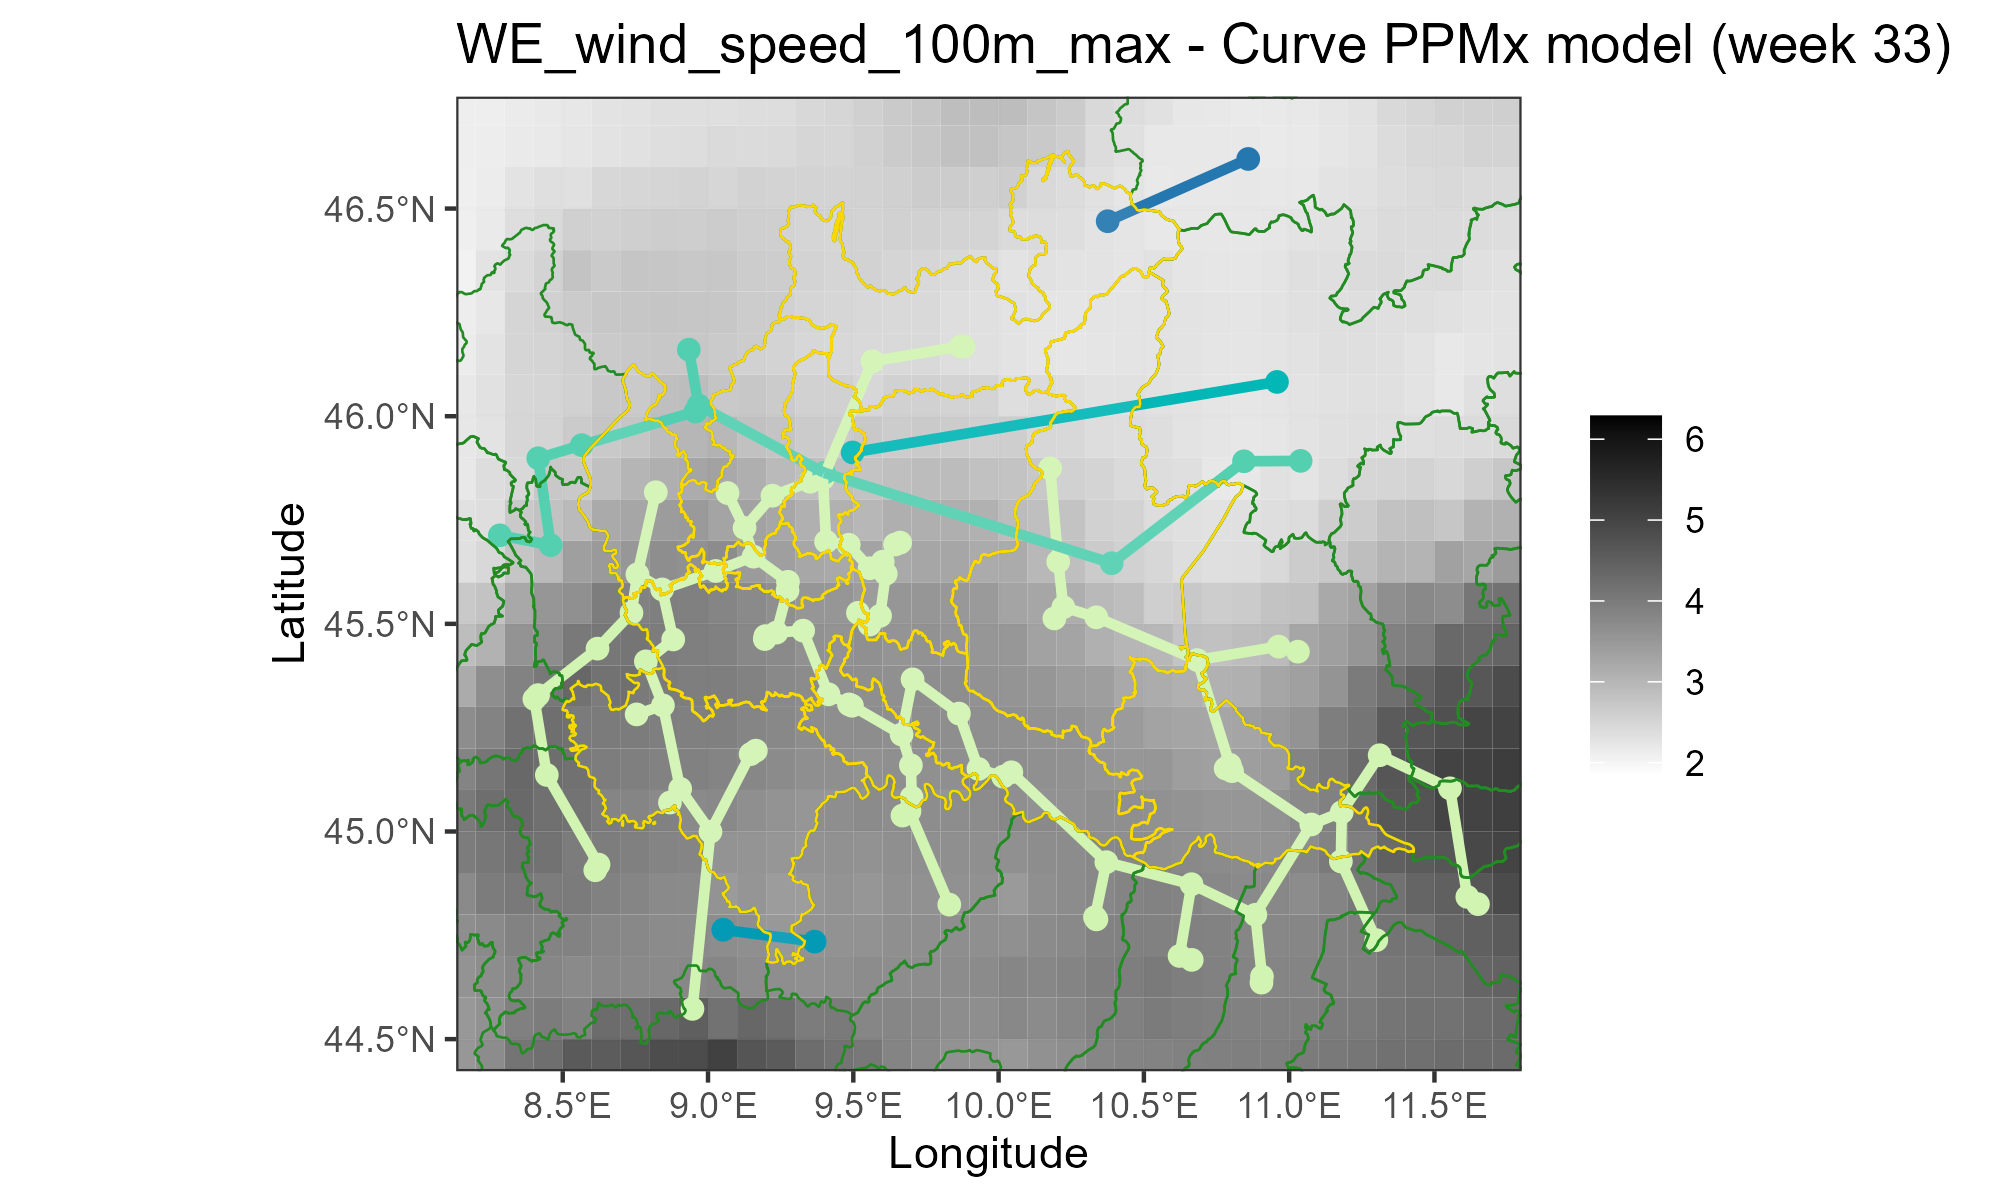 WE_wind_speed_100m_max - Curve PPMx model (week 33)
46.5°N
46.0°N
45.5°N
45.0°N
44.5°N
Latitude
8.5°E 9.0°E 9.5°E 10.0°E 10.5°E 11.0°E 11.5°E
Longitude
6
5
4
3
2